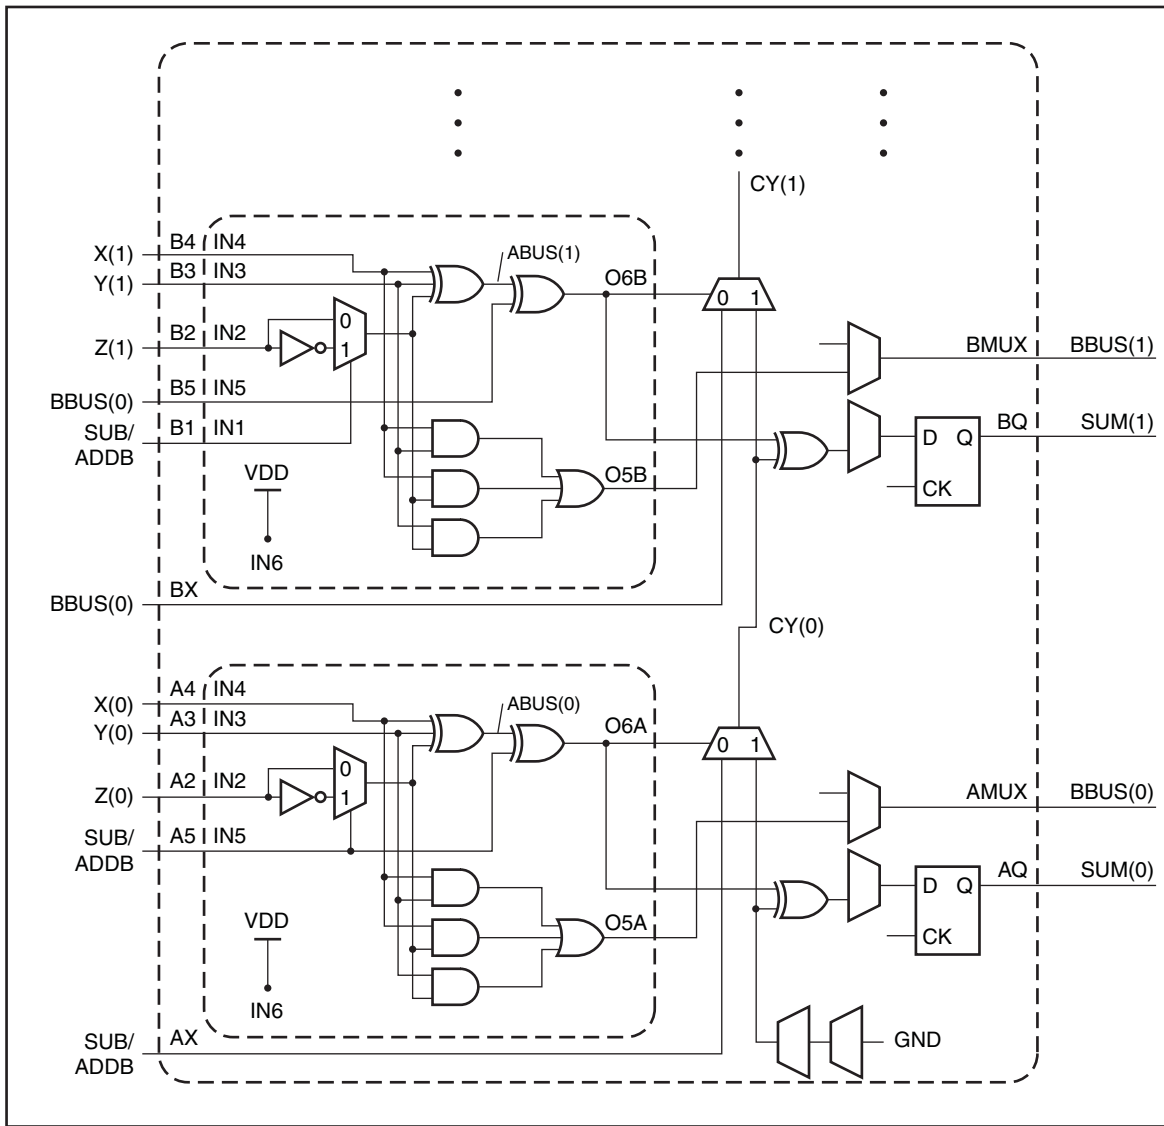 CY(1)
X(1) B4 IN4
Y(1) B3 IN3
ABUS(1)
O6B
0 1
Z(1) B2 IN2
0
1
BMUX BBUS(1)
BBUS(0) B5 IN5
SUB/
ADDB
B1 IN1
BQ SUM(1)
D Q
CK
VDD
IN6
O5B
BBUS(0) BX
CY(0)
X(0) A4 IN4
Y(0) A3 IN3
ABUS(0)
O6A
0 1
Z(0) A2 IN2
0
1
AMUX BBUS(0)
SUB/
ADDB
A5 IN5
AQ SUM(0)
D Q
CK
VDD
IN6
O5A
SUB/
ADDB
AX
GND